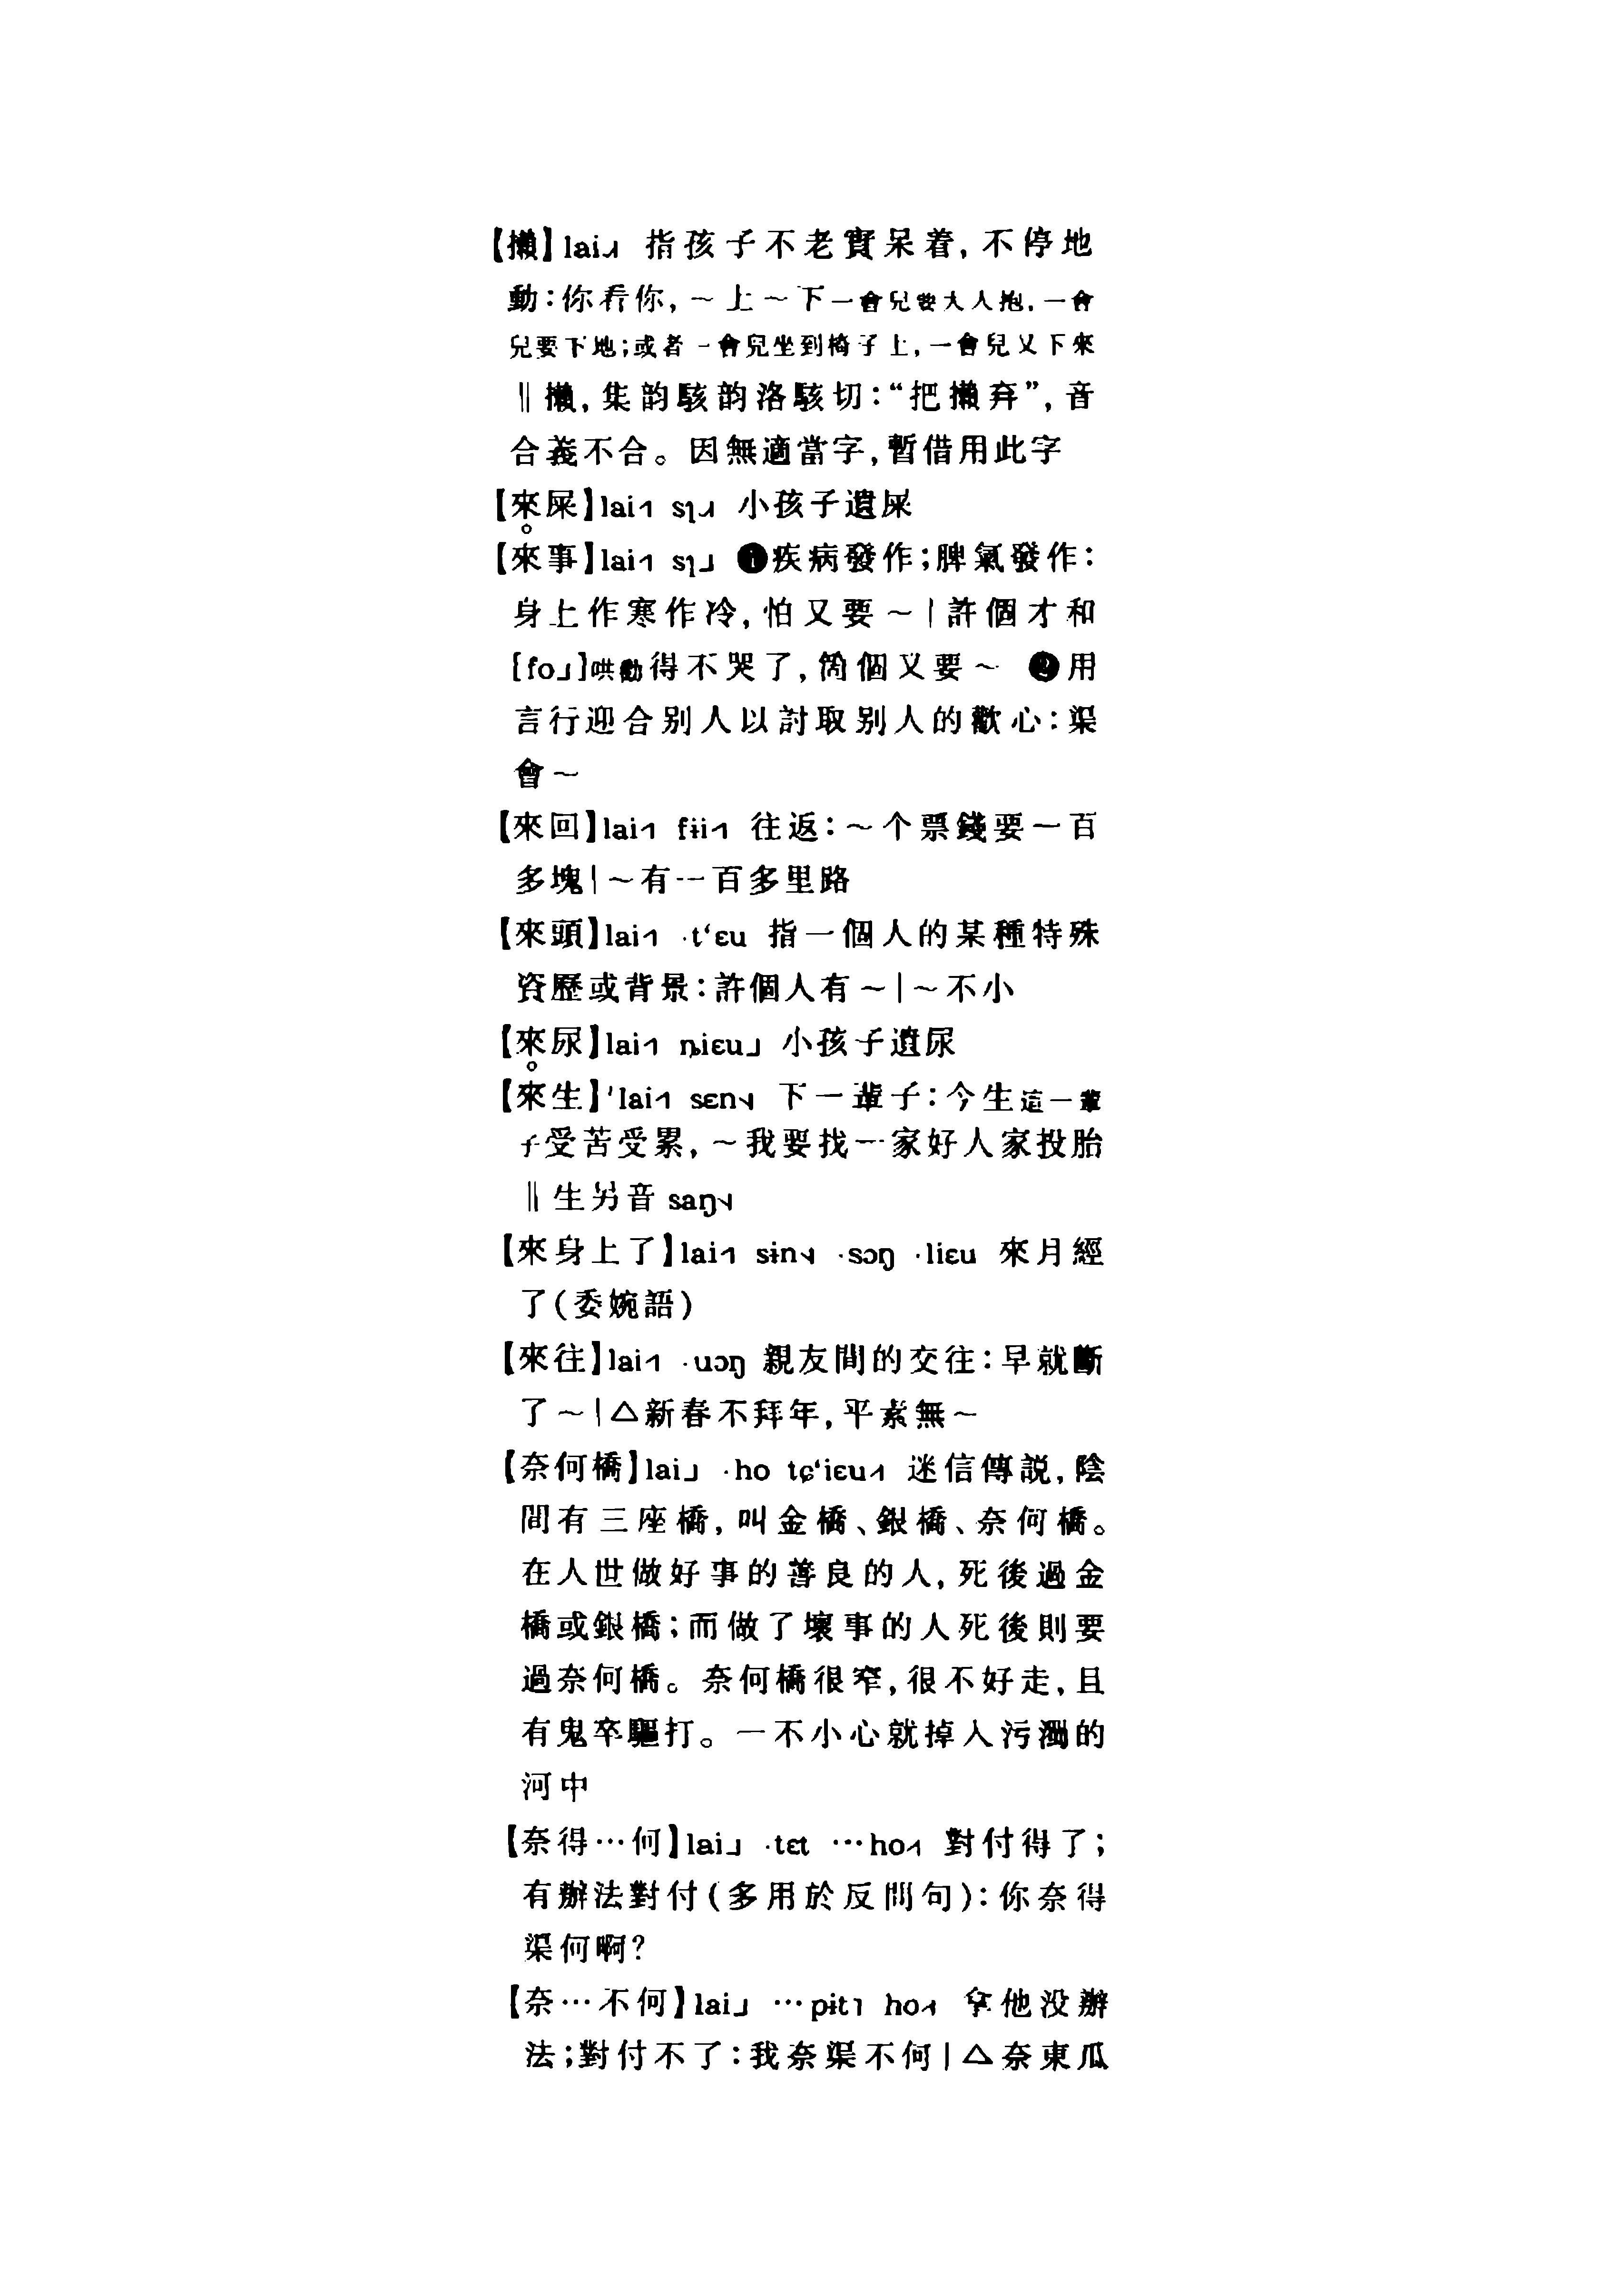 【攋】lai˩ 指孩子不老實呆着，不停地
動：你看你，～上～下一會兒要大人抱，一會
兒要下地；或者一會兒坐到椅子上，一會兒又下來
‖攋，集韵駭韵洛駭切：“把攋弃”，音
合義不合。因無適當字，暫借用此字
【來屎】lai˧˥ sɿ˨˩˧ 小孩子遺屎
【來事】lai˧˥ sɿ˩ ❶疾病發作；脾氣發作：
身上作寒作冷，怕又要～｜許個才和
[fo˩]哄勸得不哭了，箇個又要～ ❷用
言行迎合别人以討取别人的歡心：渠
會～
【來回】lai˧˥ fɨi˧˥ 往返：～个票錢要一百
多塊｜～有一百多里路
【來頭】lai˧˥ ·t‘ɛu 指一個人的某種特殊
資歷或背景：許個人有～｜～不小
【來尿】lai˧˥ ȵiɛu˩ 小孩子遺尿
【來生】'lai˧˥ sɛn 下一輩子：今生這一輩
子受苦受累，～我要找一家好人家投胎
‖生另音 saŋ
【來身上了】lai˧˥ sɨn ·sɔŋ ·liɛu 來月經
了（委婉語）
【來往】lai˧˥ ·uɔŋ 親友間的交往：早就斷
了～｜△新春不拜年，平素無～
【奈何橋】lai˩ ·ho tɕ‘iɛu 迷信傳説，陰
間有三座橋，叫金橋、銀橋、奈何橋。
在人世做好事的善良的人，死後過金
橋或銀橋；而做了壞事的人死後則要
過奈何橋。奈何橋很窄，很不好走，且
有鬼卒驅打。一不小心就掉入污濁的
河中
【奈得…何】lai˩ ·tɛt …ho 對付得了；
有辦法對付（多用於反問句）：你奈得
渠何啊？
【奈…不何】lai˩ …pɨt ho 拿他没辦
法；對付不了：我奈渠不何｜△奈東瓜